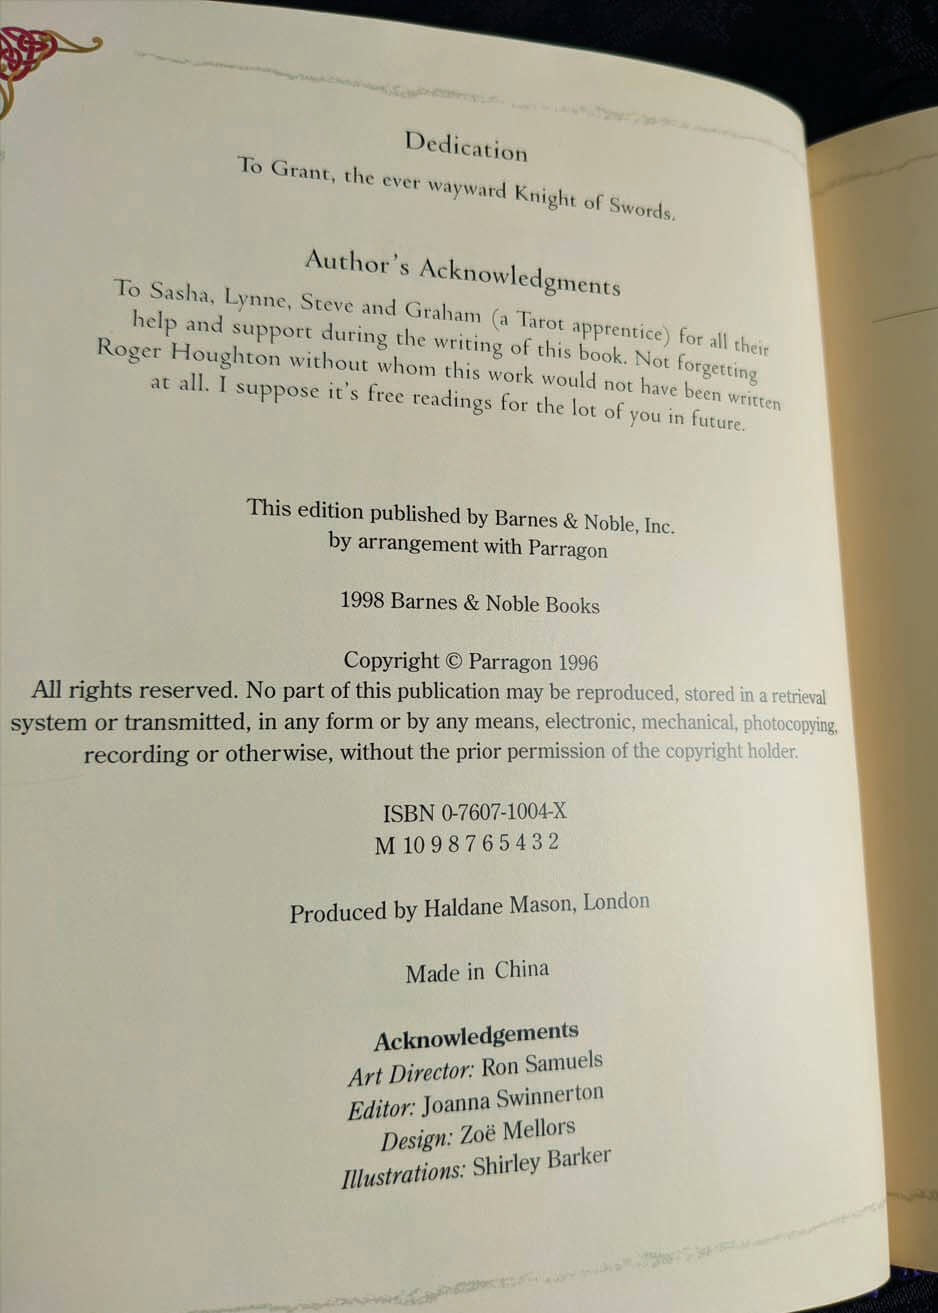 Dedication
To Grant, the ever wayward Knight of Swords.
Author's Acknowledgments
To Sasha, Lynne, Steve and Graham (a Tarot apprentice) for all their
help and support during the writing of this book. Not forgetting
Roger Houghton without whom this work would not have been written
at all. I suppose it's free readings for the lot of you in future.
This edition published by Barnes & Noble, Inc.
by arrangement with Parragon
1998 Barnes & Noble Books
Copyright © Parragon 1996
All rights reserved. No part of this publication may be reproduced, stored in a retrieval
system or transmitted, in any form or by any means, electronic, mechanical, photocopying,
recording or otherwise, without the prior permission of the copyright holder.
ISBN 0-7607-1004-X
M 10 9 8 7 6 5 4 3 2
Produced by Haldane Mason, London
Made in China
Acknowledgements
Art Director: Ron Samuels
Editor: Joanna Swinnerton
Design: Zoë Mellors
Illustrations: Shirley Barker